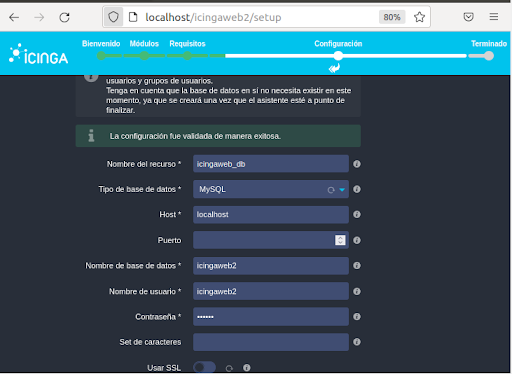 localhost/icingaweb2/setup
80%
ICINGA
Bienvenido
Módulos
Requisitos
Configuración
Terminado
usuarios y grupos de usuarios.
Tenga en cuenta que la base de datos en sí no necesita existir en este
momento, ya que se creará una vez que el asistente esté a punto de
finalizar.
La configuración fue validada de manera exitosa.
Nombre del recurso * icingaweb_db
Tipo de base de datos * MySQL
Host * localhost
Puerto
Nombre de base de datos * icingaweb2
Nombre de usuario * icingaweb2
Contraseña * ••••••
Set de caracteres
Usar SSL